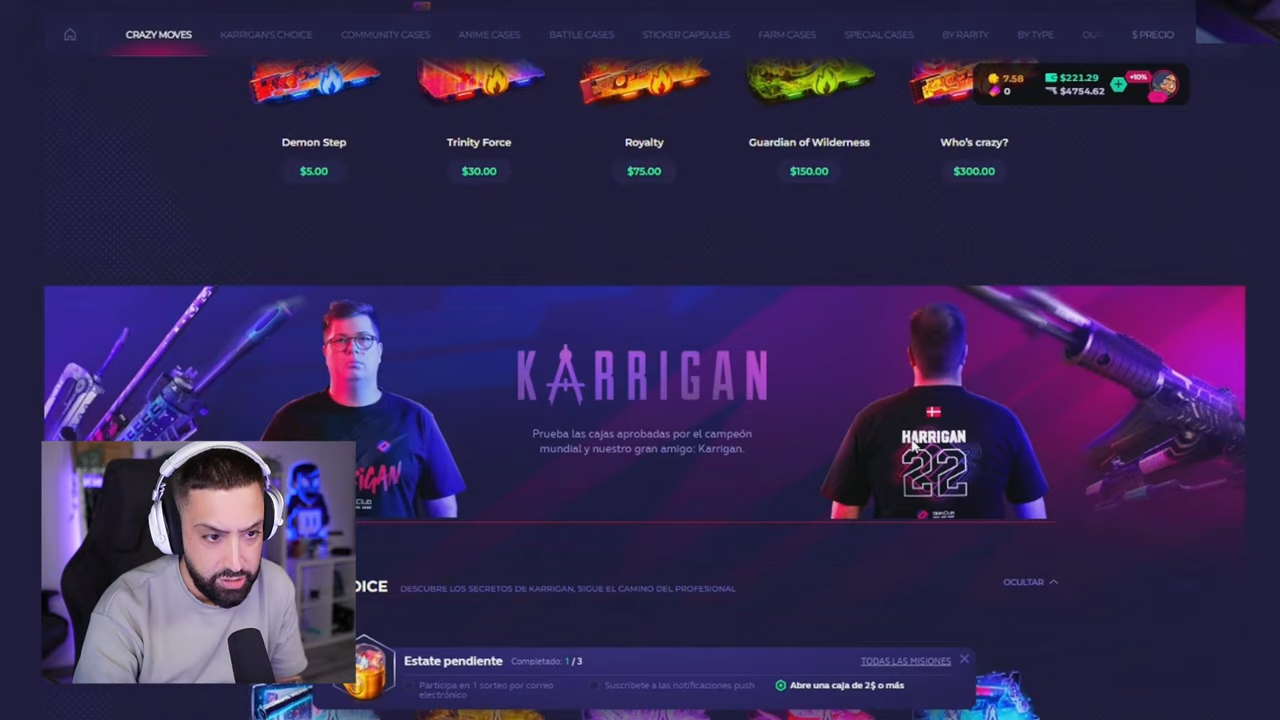 CRAZY MOVES
KARRIGAN'S CHOICE
COMMUNITY CASES
ANIME CASES
BATTLE CASES
STICKER CAPSULES
FARM CASES
SPECIAL CASES
BY RARITY
BY TYPE
OUR
$ PRECIO
7.58
$221.29
+10%
0
$4754.62
Demon Step
Trinity Force
Royalty
Guardian of Wilderness
Who's crazy?
$5.00
$30.00
$75.00
$150.00
$300.00
KARRIGAN
Prueba las cajas aprobadas por el campeón
mundial y nuestro gran amigo: Karrigan.
KARRIGAN
22
OICE
DESCUBRE LOS SECRETOS DE KARRIGAN, SIGUE EL CAMINO DEL PROFESIONAL
OCULTAR
Estate pendiente
Completado: 1 / 3
TODAS LAS MISIONES
Participa en 1 sorteo por correo
electrónico
Suscríbete a las notificaciones push
Abre una caja de 2$ o más